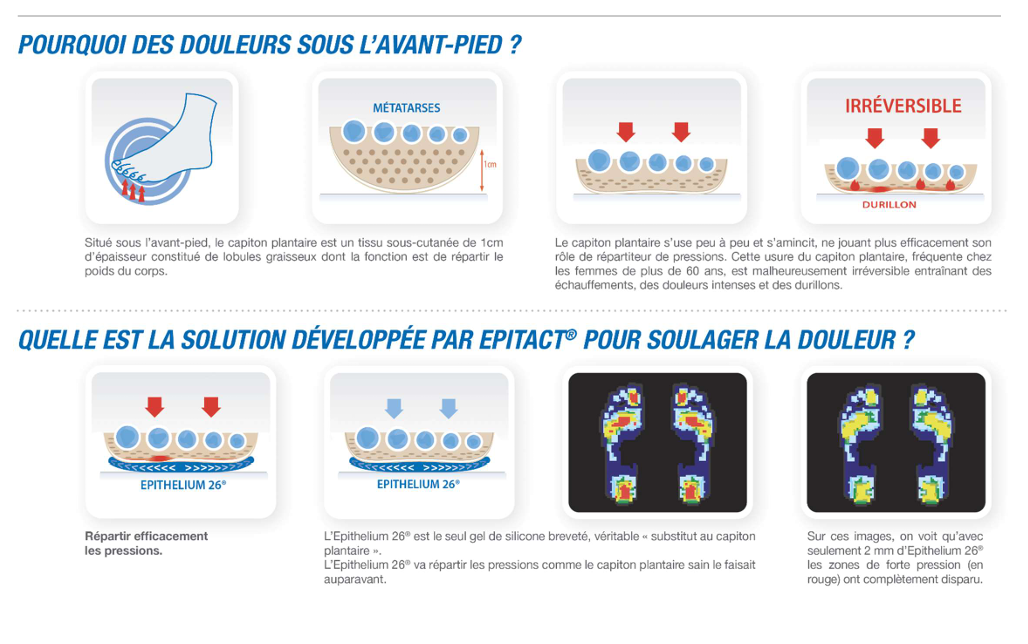 POURQUOI DES DOULEURS SOUS L'AVANT-PIED ?
MÉTATARSES
1cm
IRRÉVERSIBLE
DURILLON
Situé sous l'avant-pied, le capiton plantaire est un tissu sous-cutanée de 1cm
d'épaisseur constitué de lobules graisseux dont la fonction est de répartir le
poids du corps.
Le capiton plantaire s'use peu à peu et s'amincit, ne jouant plus efficacement son
rôle de répartiteur de pressions. Cette usure du capiton plantaire, fréquente chez
les femmes de plus de 60 ans, est malheureusement irréversible entraînant des
échauffements, des douleurs intenses et des durillons.
QUELLE EST LA SOLUTION DÉVELOPPÉE PAR EPITACT® POUR SOULAGER LA DOULEUR ?
EPITHELIUM 26®
EPITHELIUM 26®
Répartir efficacement
les pressions.
L'Epithelium 26® est le seul gel de silicone breveté, véritable « substitut au capiton
plantaire ».
L'Epithelium 26® va répartir les pressions comme le capiton plantaire sain le faisait
auparavant.
Sur ces images, on voit qu'avec
seulement 2 mm d'Epithelium 26®
les zones de forte pression (en
rouge) ont complètement disparu.